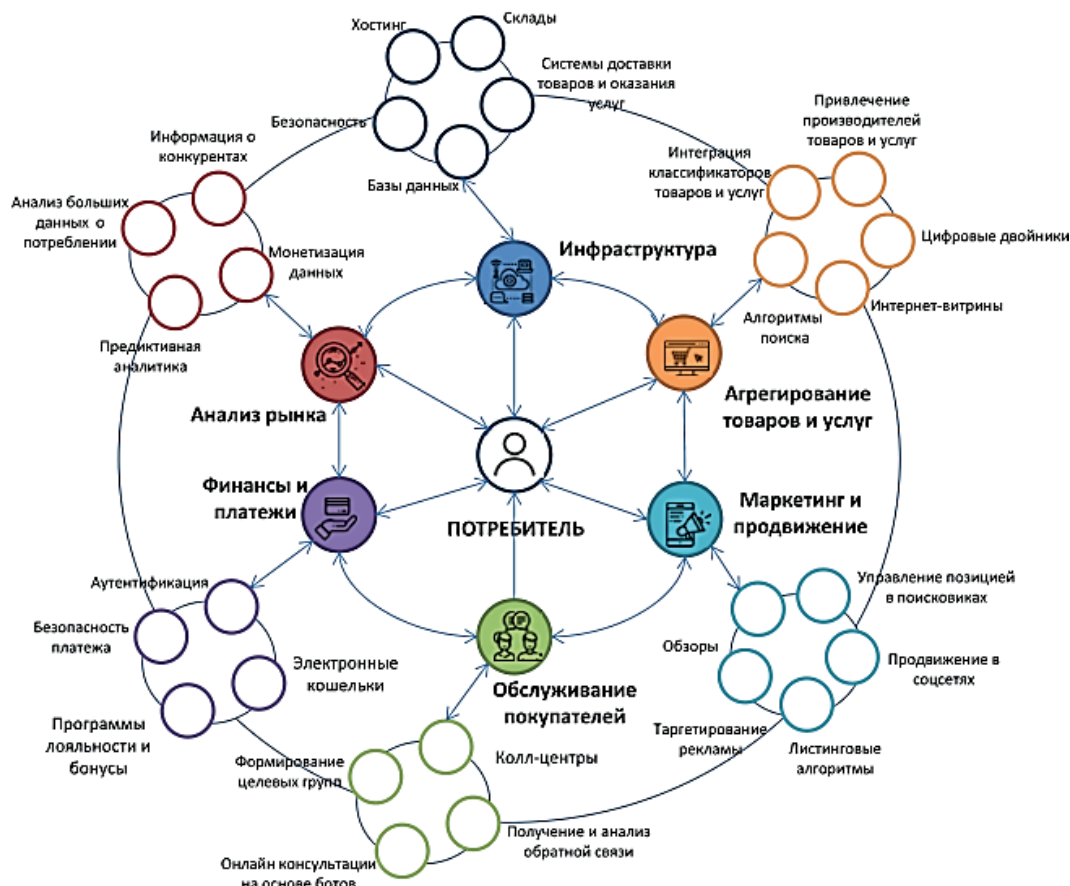 Хостинг
Склады
Системы доставки
товаров и оказания
услуг
Безопасность
Базы данных
Информация о
конкурентах
Анализ больших
данных о
потреблении
Монетизация
данных
Предиктивная
аналитика
Привлечение
производителей
товаров и услуг
Интеграция
классификаторов
товаров и услуг
Цифровые двойники
Интернет-витрины
Алгоритмы
поиска
Инфраструктура
Анализ рынка
Агрегирование
товаров и услуг
Финансы и
платежи
ПОТРЕБИТЕЛЬ
Маркетинг и
продвижение
Обслуживание
покупателей
Аутентификация
Безопасность
платежа
Электронные
кошельки
Программы
лояльности и
бонусы
Управление позицией
в поисковиках
Обзоры
Продвижение в
соцсетях
Таргетирование
рекламы
Листинговые
алгоритмы
Формирование
целевых групп
Колл-центры
Получение и анализ
обратной связи
Онлайн консультации
на основе ботов